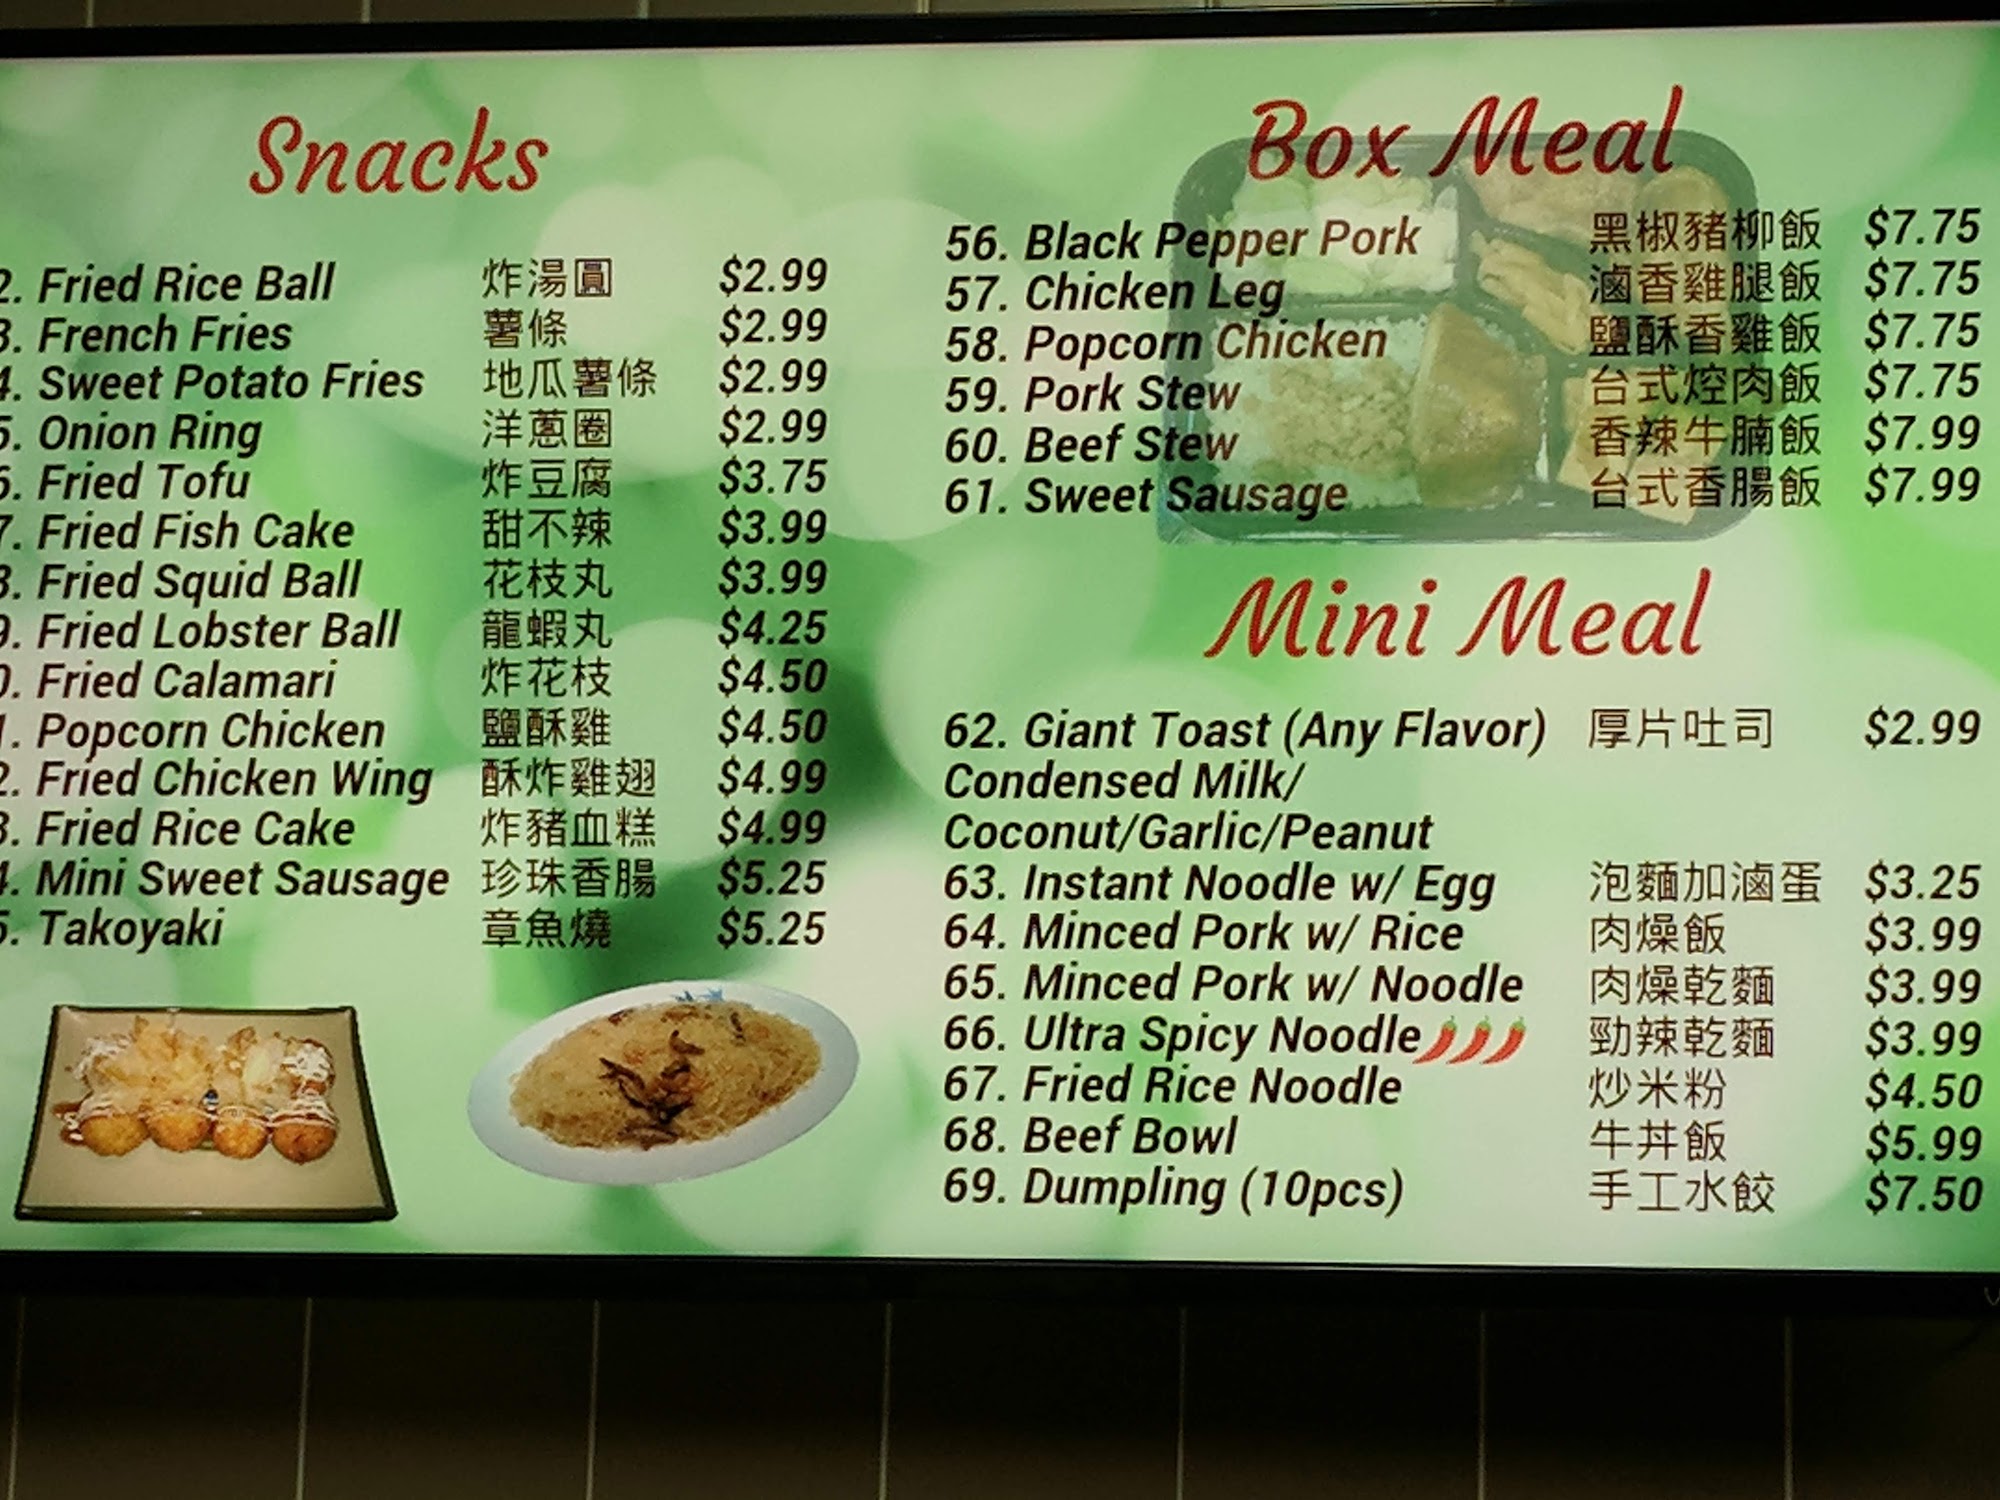 Snacks
2. Fried Rice Ball 炸湯圓 $2.99
3. French Fries 薯條 $2.99
4. Sweet Potato Fries 地瓜薯條 $2.99
5. Onion Ring 洋蔥圈 $2.99
6. Fried Tofu 炸豆腐 $3.75
7. Fried Fish Cake 甜不辣 $3.99
8. Fried Squid Ball 花枝丸 $3.99
9. Fried Lobster Ball 龍蝦丸 $4.25
0. Fried Calamari 炸花枝 $4.50
1. Popcorn Chicken 鹽酥雞 $4.50
2. Fried Chicken Wing 酥炸雞翅 $4.99
3. Fried Rice Cake 炸豬血糕 $4.99
4. Mini Sweet Sausage 珍珠香腸 $5.25
5. Takoyaki 章魚燒 $5.25
Box Meal
56. Black Pepper Pork 黑椒豬柳飯 $7.75
57. Chicken Leg 滷香雞腿飯 $7.75
58. Popcorn Chicken 鹽酥香雞飯 $7.75
59. Pork Stew 台式焢肉飯 $7.75
60. Beef Stew 香辣牛腩飯 $7.99
61. Sweet Sausage 台式香腸飯 $7.99
Mini Meal
62. Giant Toast (Any Flavor) 厚片吐司 $2.99
Condensed Milk/
Coconut/Garlic/Peanut
63. Instant Noodle w/ Egg 泡麵加滷蛋 $3.25
64. Minced Pork w/ Rice 肉燥飯 $3.99
65. Minced Pork w/ Noodle 肉燥乾麵 $3.99
66. Ultra Spicy Noodle 勁辣乾麵 $3.99
67. Fried Rice Noodle 炒米粉 $4.50
68. Beef Bowl 牛丼飯 $5.99
69. Dumpling (10pcs) 手工水餃 $7.50